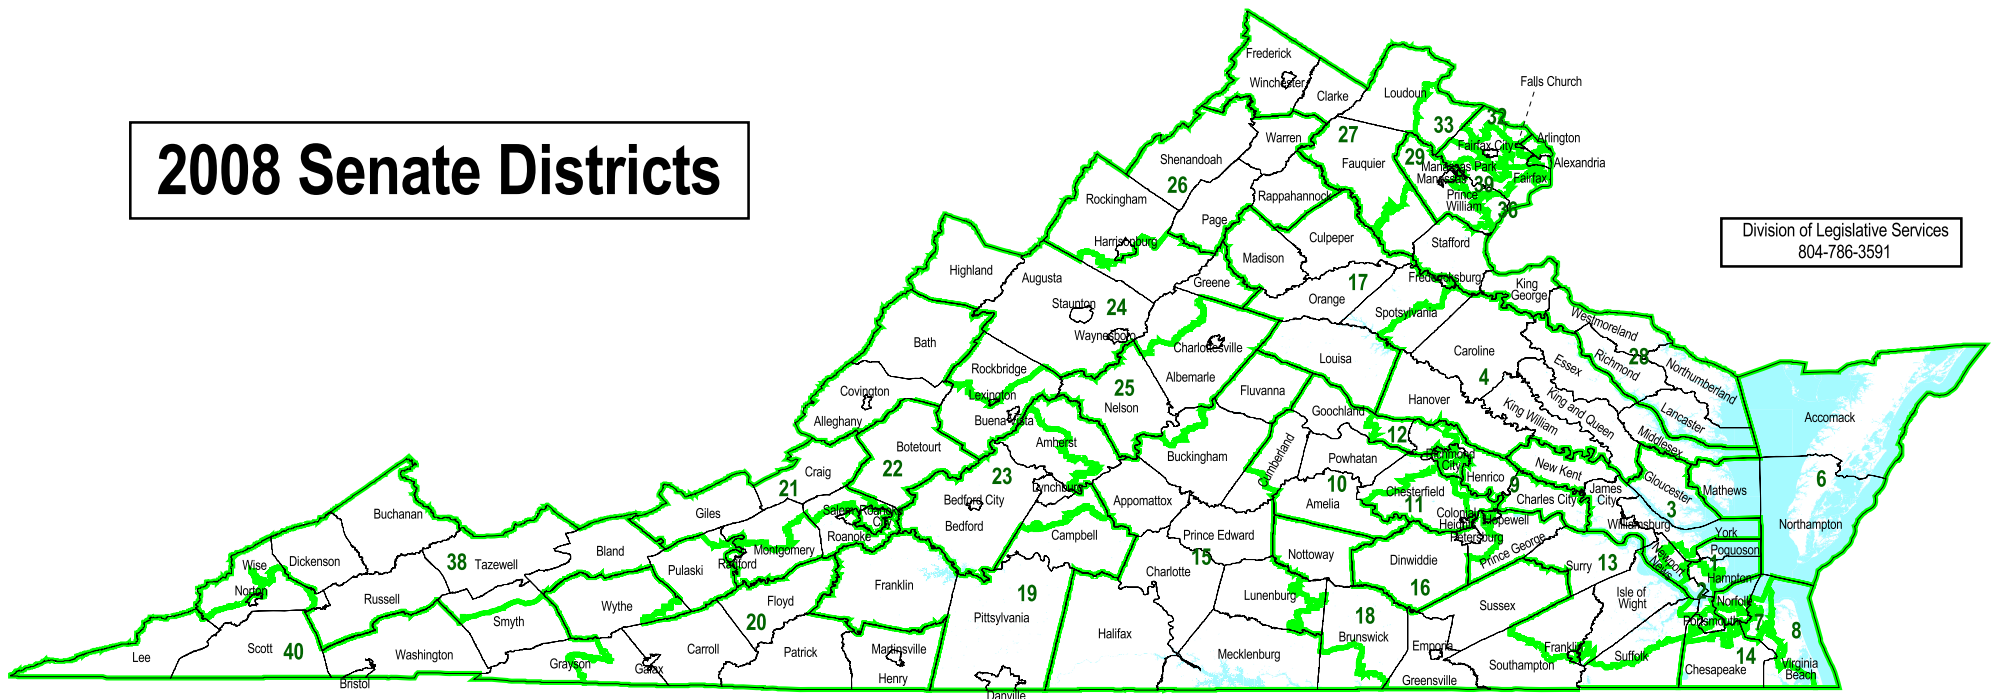 2008 Senate Districts
Division of Legislative Services
804-786-3591
Frederick
Winchester
Clarke
Loudoun
Falls Church
32
33
27
Warren
Fauquier
Arlington
Fairfax City
Alexandria
29
Manassas Park
Manassas
Fairfax
39
Prince
William
36
Shenandoah
26
Rockingham
Page
Rappahannock
Harrisonburg
Culpeper
Stafford
Madison
Highland
Augusta
Greene
17
Fredericksburg
King
George
Orange
Staunton
24
Spotsylvania
Westmoreland
Waynesboro
Bath
Charlottesville
Louisa
Caroline
Richmond
28
Essex
Northumberland
Rockbridge
4
Albemarle
25
Nelson
Fluvanna
Covington
Lexington
Hanover
King and Queen
King William
Lancaster
Accomack
Alleghany
Buena Vista
Goochland
12
Middlesex
Botetourt
Amherst
Buckingham
Cumberland
Powhatan
Richmond
City
Craig
22
23
New Kent
Henrico
9
Gloucester
Mathews
6
21
Lynchburg
10
Chesterfield
James
City
Charles City
Bedford City
Appomattox
Amelia
11
3
Buchanan
Giles
Salem
Roanoke
City
Colonial
Heights
Hopewell
Williamsburg
Northampton
Bedford
Roanoke
Campbell
Prince Edward
Petersburg
Prince George
York
Bland
Montgomery
Radford
15
Nottoway
Dinwiddie
Newport
News
Poquoson
Wise
Dickenson
38
Tazewell
Pulaski
Charlotte
Surry
13
1
Hampton
Norton
Russell
Franklin
16
2
Wythe
Floyd
19
Lunenburg
Sussex
Isle of
Wight
Norfolk
Smyth
20
Pittsylvania
18
Portsmouth
7
8
Halifax
Brunswick
Scott
40
Washington
Grayson
Galax
Carroll
Patrick
Martinsville
Henry
Mecklenburg
Emporia
Franklin
Suffolk
14
Lee
Southampton
Chesapeake
Virginia
Beach
Bristol
Greensville
Danville